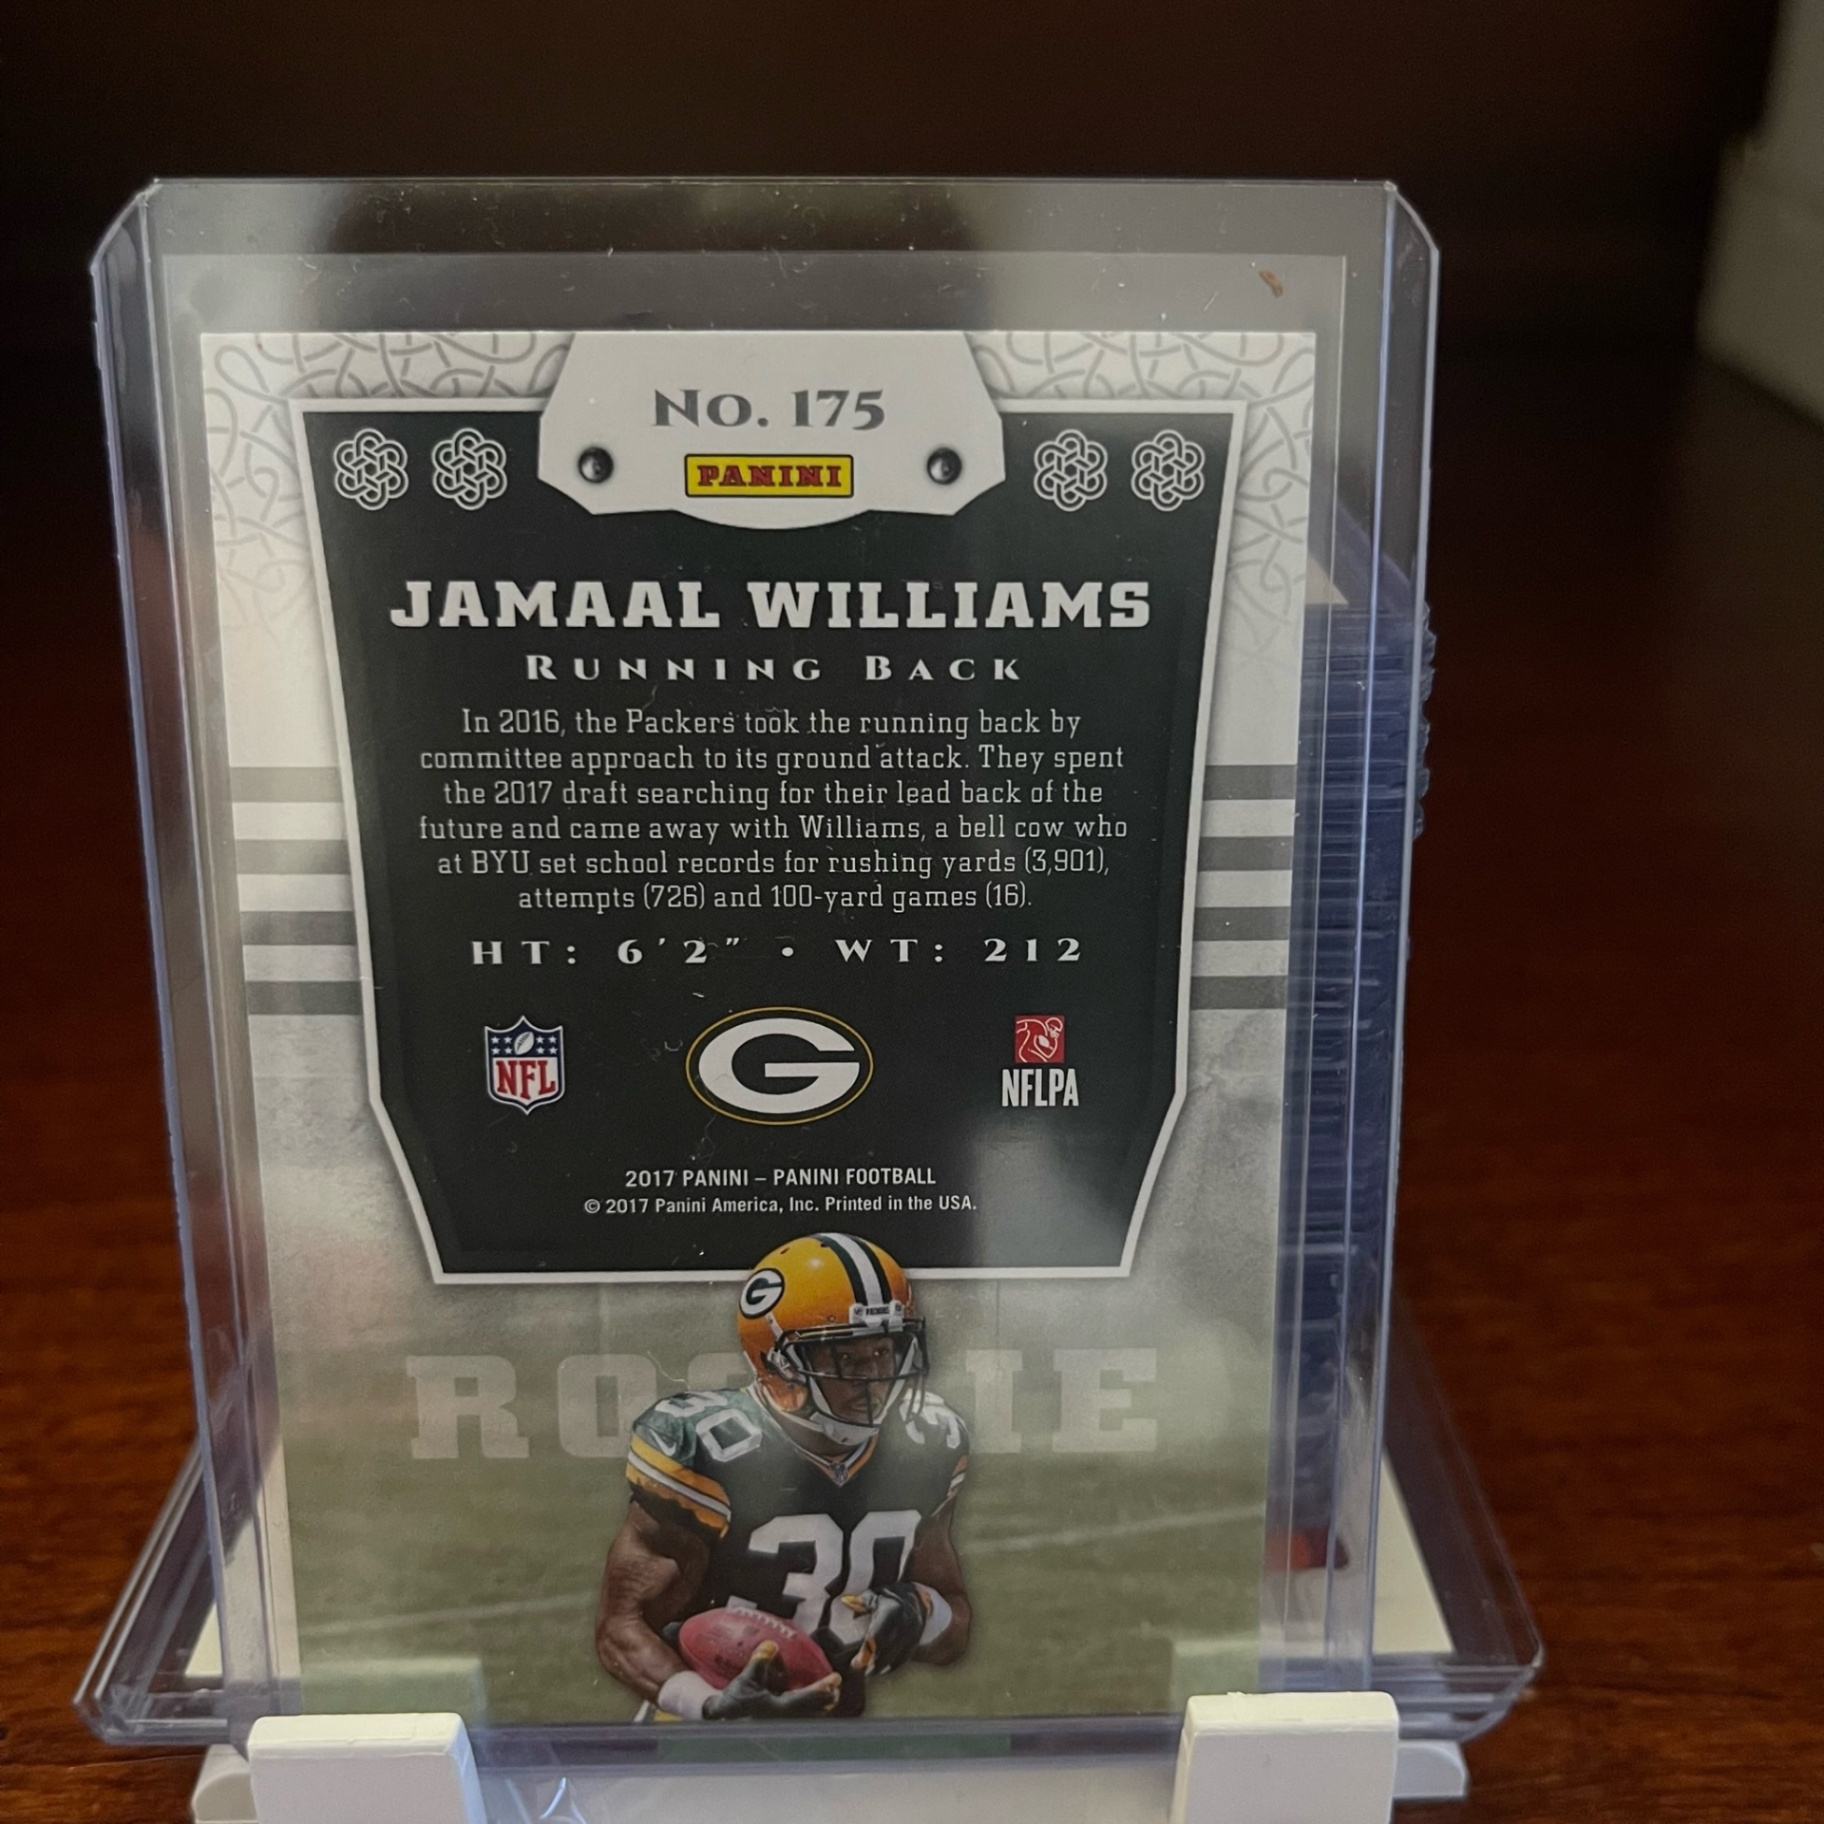 No. 175
PANINI
JAMAAL WILLIAMS
RUNNING BACK
In 2016, the Packers took the running back by
committee approach to its ground attack. They spent
the 2017 draft searching for their lead back of the
future and came away with Williams, a bell cow who
at BYU set school records for rushing yards (3,901),
attempts (726) and 100-yard games (16).
HT: 6'2" • WT: 212
NFL
G
NFLPA
2017 PANINI – PANINI FOOTBALL
© 2017 Panini America, Inc. Printed in the USA.
G
30
30